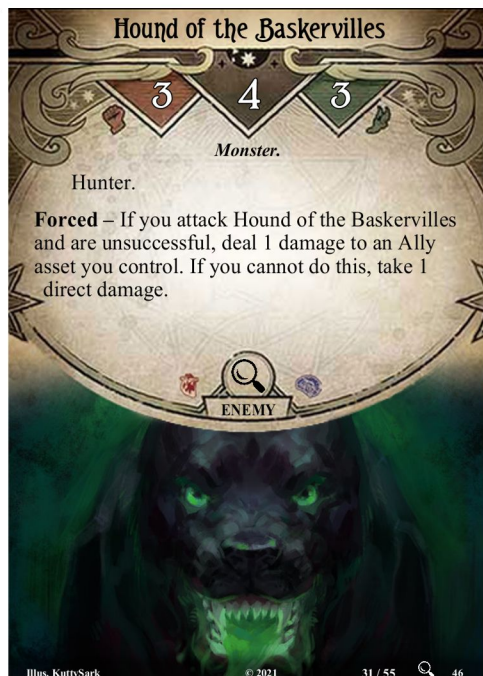 Hound of the Baskervilles
3 4 3
Monster.
Hunter.
Forced – If you attack Hound of the Baskervilles
and are unsuccessful, deal 1 damage to an Ally
asset you control. If you cannot do this, take 1
direct damage.
ENEMY
Illus. KuttySark © 2021 31 / 55 46